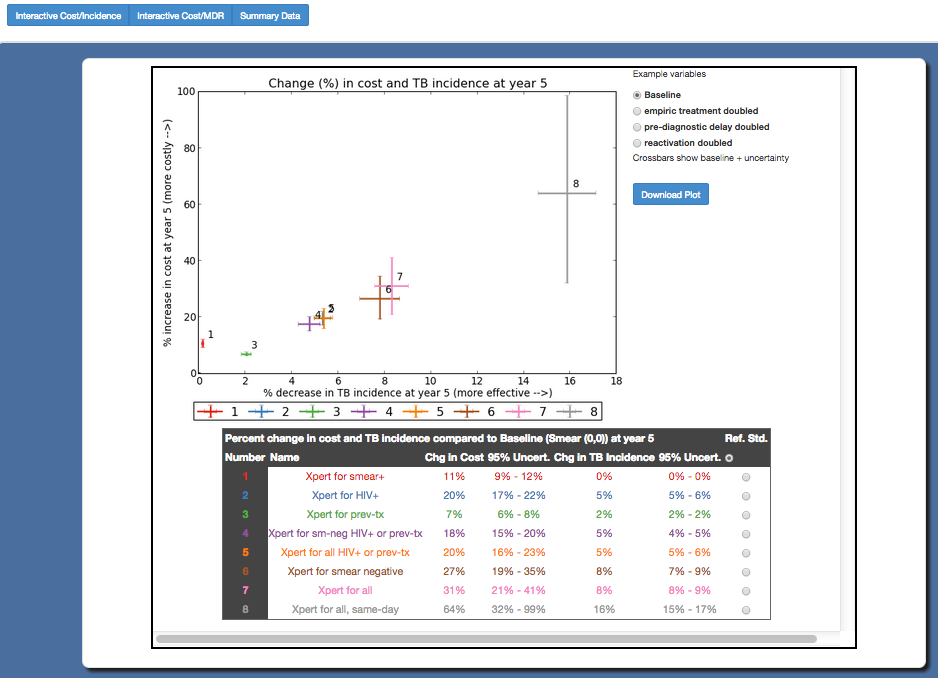 Interactive Cost/Incidence Interactive Cost/MDR Summary Data
Example variables
Change (%) in cost and TB incidence at year 5
Baseline
empiric treatment doubled
pre-diagnostic delay doubled
reactivation doubled
Crossbars show baseline + uncertainty
Download Plot
% increase in cost at year 5 (more costly -->)
100
80
60
40
20
0
8
7
6
5
2
4
3
1
0 2 4 6 8 10 12 14 16 18
% decrease in TB incidence at year 5 (more effective -->)
1 2 3 4 5 6 7 8
Percent change in cost and TB incidence compared to Baseline (Smear (0,0)) at year 5 Ref. Std.
Number Name Chg in Cost 95% Uncert. Chg in TB Incidence 95% Uncert.
1 Xpert for smear+ 11% 9% - 12% 0% 0% - 0%
2 Xpert for HIV+ 20% 17% - 22% 5% 5% - 6%
3 Xpert for prev-tx 7% 6% - 8% 2% 2% - 2%
4 Xpert for sm-neg HIV+ or prev-tx 18% 15% - 20% 5% 4% - 5%
5 Xpert for all HIV+ or prev-tx 20% 16% - 23% 5% 5% - 6%
6 Xpert for smear negative 27% 19% - 35% 8% 7% - 9%
7 Xpert for all 31% 21% - 41% 8% 8% - 9%
8 Xpert for all, same-day 64% 32% - 99% 16% 15% - 17%